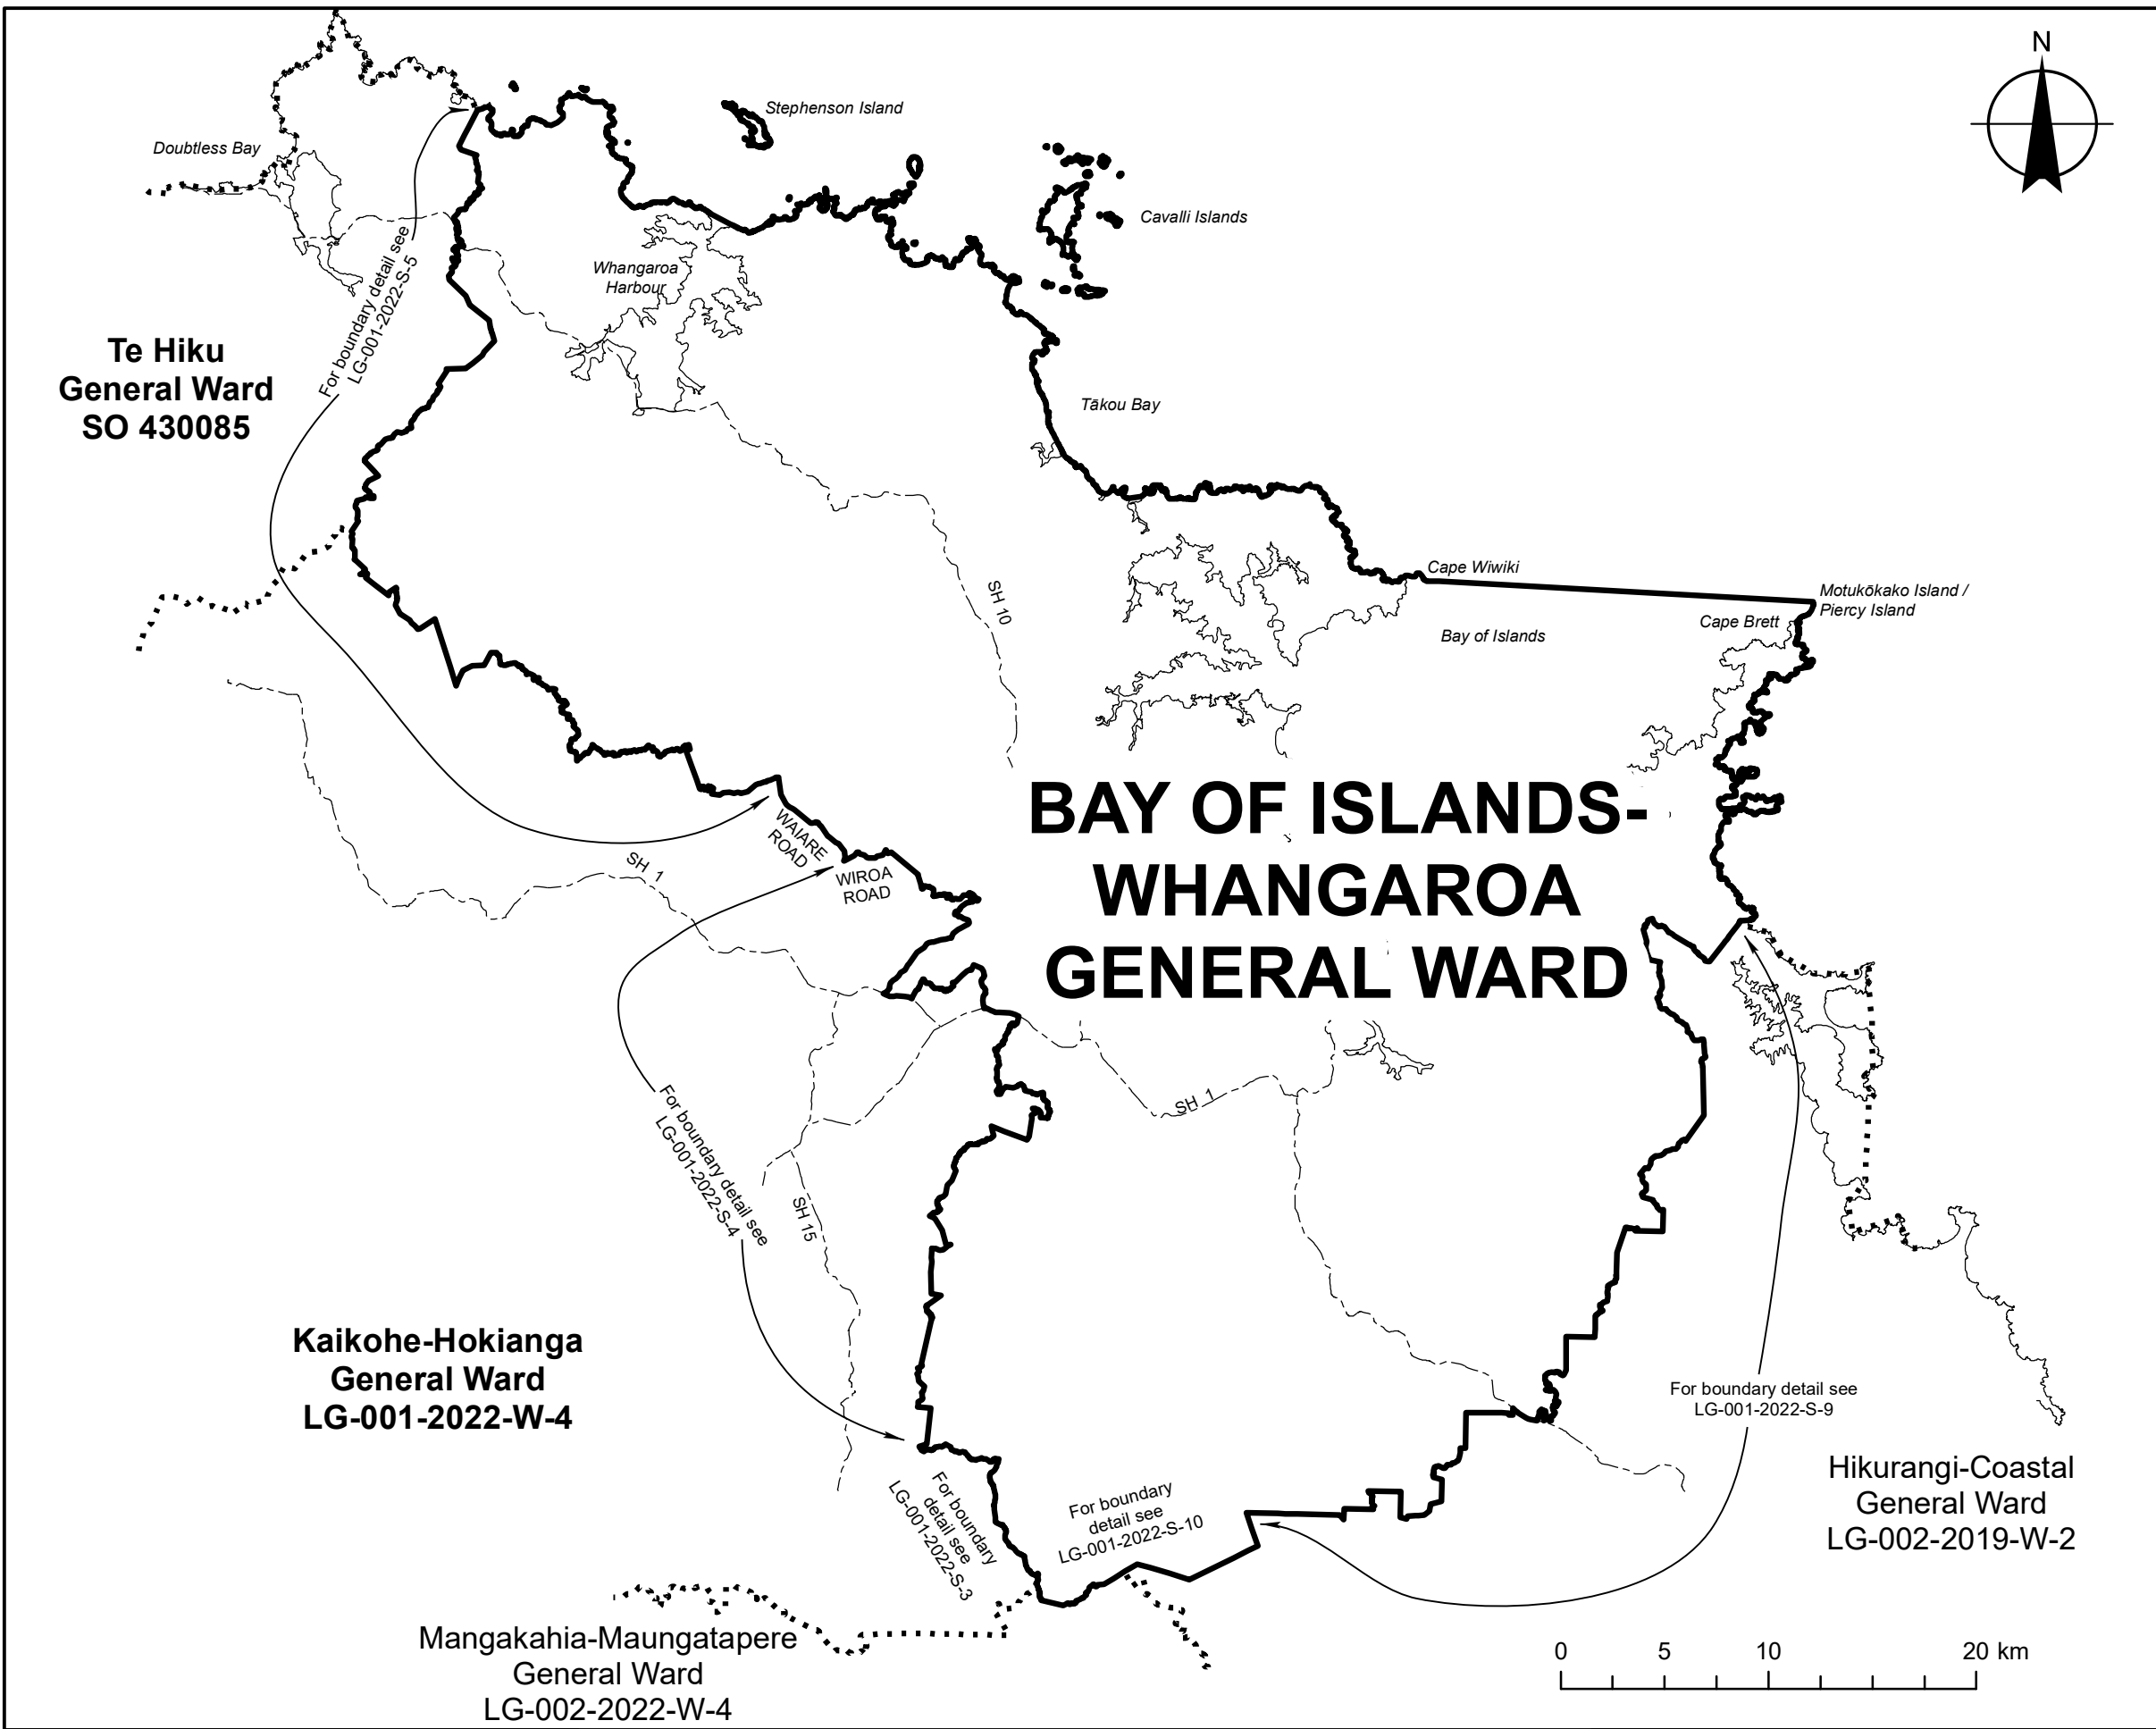 N
Stephenson Island
Doubtless Bay
Cavalli Islands
Whangaroa
Harbour
For boundary detail see
LG-001-2022-S-5
Te Hiku
General Ward
SO 430085
Tākou Bay
SH 10
Cape Wiwiki
Motukōkako Island /
Piercy Island
Cape Brett
Bay of Islands
BAY OF ISLANDS-
WHANGAROA
GENERAL WARD
WAIARE
ROAD
WIROA
ROAD
SH 1
SH 1
For boundary detail see
LG-001-2022-S-4
SH 15
Kaikohe-Hokianga
General Ward
LG-001-2022-W-4
For boundary detail see
LG-001-2022-S-9
Hikurangi-Coastal
General Ward
LG-002-2019-W-2
For boundary
detail see
LG-001-2022-S-3
For boundary
detail see
LG-001-2022-S-10
Mangakahia-Maungatapere
General Ward
LG-002-2022-W-4
0 5 10 20 km